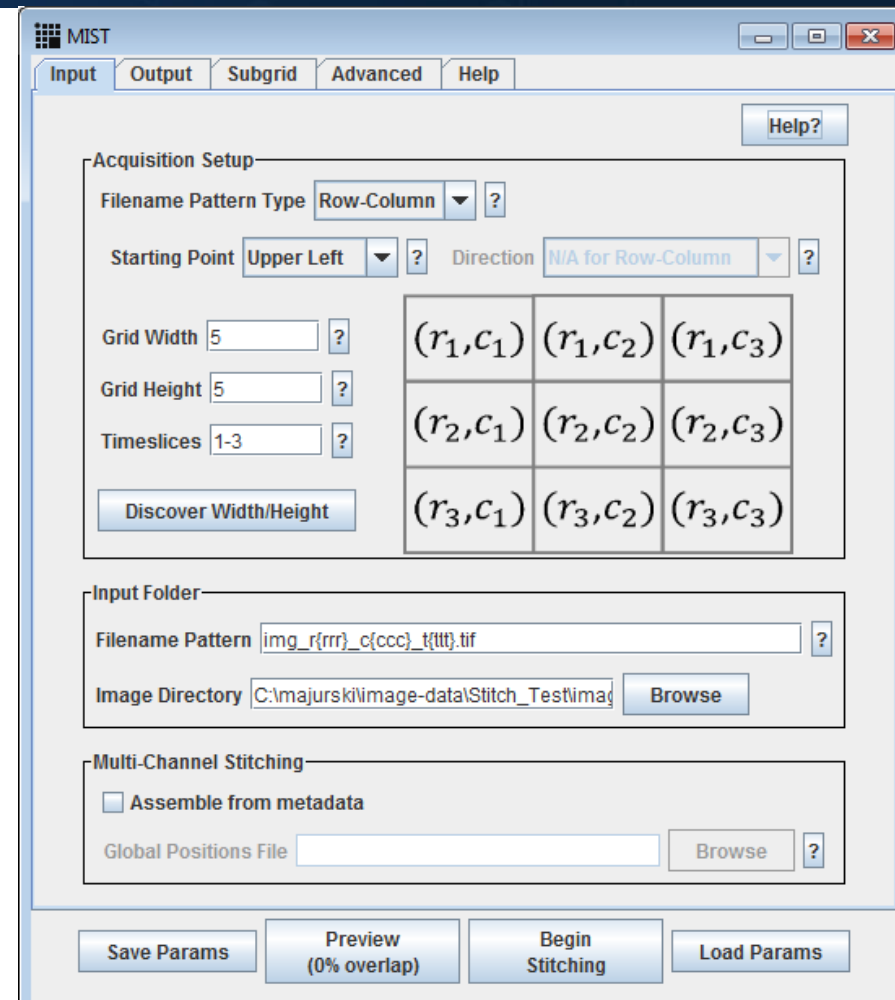 MIST
Input Output Subgrid Advanced Help
Help?
Acquisition Setup
Filename Pattern Type Row-Column ?
Starting Point Upper Left ? Direction N/A for Row-Column ?
Grid Width 5 ?
Grid Height 5 ?
Timeslices 1-3 ?
Discover Width/Height
(r₁,c₁) (r₁,c₂) (r₁,c₃)
(r₂,c₁) (r₂,c₂) (r₂,c₃)
(r₃,c₁) (r₃,c₂) (r₃,c₃)
Input Folder
Filename Pattern img_r{rrr}_c{ccc}_t{ttt}.tif ?
Image Directory C:\majurski\image-data\Stitch_Test\imag Browse
Multi-Channel Stitching
Assemble from metadata
Global Positions File Browse ?
Save Params Preview (0% overlap) Begin Stitching Load Params